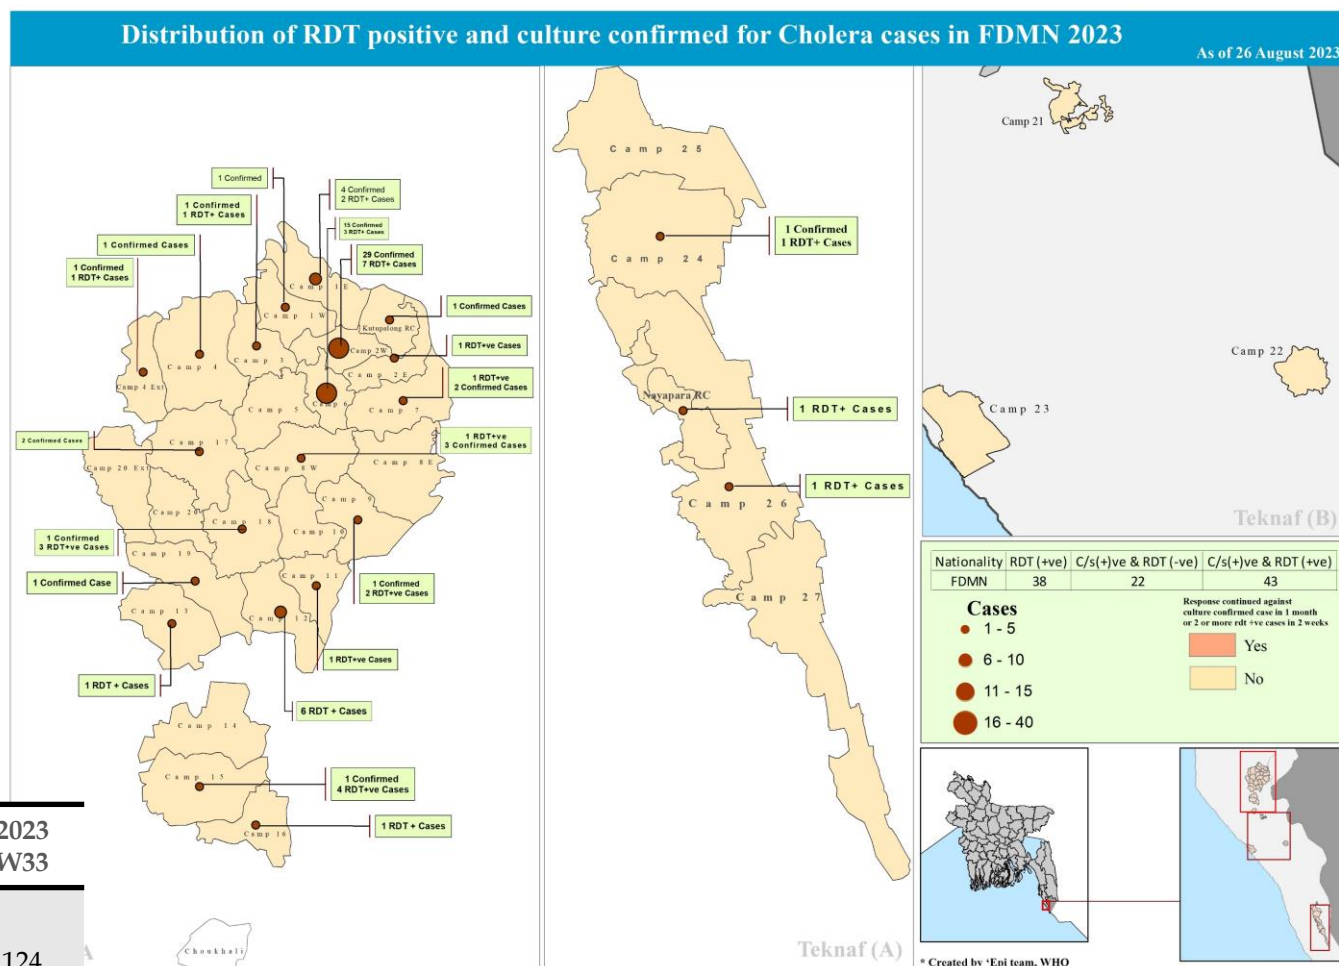 Distribution of RDT positive and culture confirmed for Cholera cases in FDMN 2023
As of 26 August 2023
1 Confirmed
4 Confirmed
2 RDT+ Cases
1 Confirmed
1 RDT+ Cases
15 Confirmed
3 RDT+ Cases
1 Confirmed Cases
29 Confirmed
7 RDT+ Cases
1 Confirmed
1 RDT+ Cases
1 Confirmed Cases
1 RDT+ve Cases
1 RDT+ve
2 Confirmed Cases
2 Confirmed Cases
1 RDT+ve
3 Confirmed Cases
1 Confirmed
3 RDT+ve Cases
1 Confirmed Case
1 Confirmed
2 RDT+ve Cases
1 RDT+ve Cases
1 RDT + Cases
6 RDT + Cases
1 Confirmed
4 RDT+ve Cases
1 RDT + Cases
Camp 1E
Camp 1W
Kutupalong RC
Camp 2W
Camp 3
Camp 4
Camp 2E
Camp 4 Ext
Camp 6
Camp 5
Camp 7
Camp 17
Camp 20 Ext
Camp 8W
Camp 8E
Camp 9
Camp 20
Camp 18
Camp 10
Camp 19
Camp 11
Camp 13
Camp 12
Camp 14
Camp 15
Camp 16
Choukhali
A
2023
W33
124
Camp 25
1 Confirmed
1 RDT+ Cases
Camp 24
Nayapara RC
1 RDT+ Cases
1 RDT+ Cases
Camp 26
Camp 27
Teknaf (A)
Camp 21
Camp 22
Camp 23
Teknaf (B)
Nationality RDT (+ve) C/s(+)ve & RDT (-ve) C/s(+)ve & RDT (+ve)
FDMN 38 22 43
Cases
1 - 5
6 - 10
11 - 15
16 - 40
Response continued against
culture confirmed case in 1 month
or 2 or more rdt +ve cases in 2 weeks
Yes
No
* Created by 'Epi team, WHO